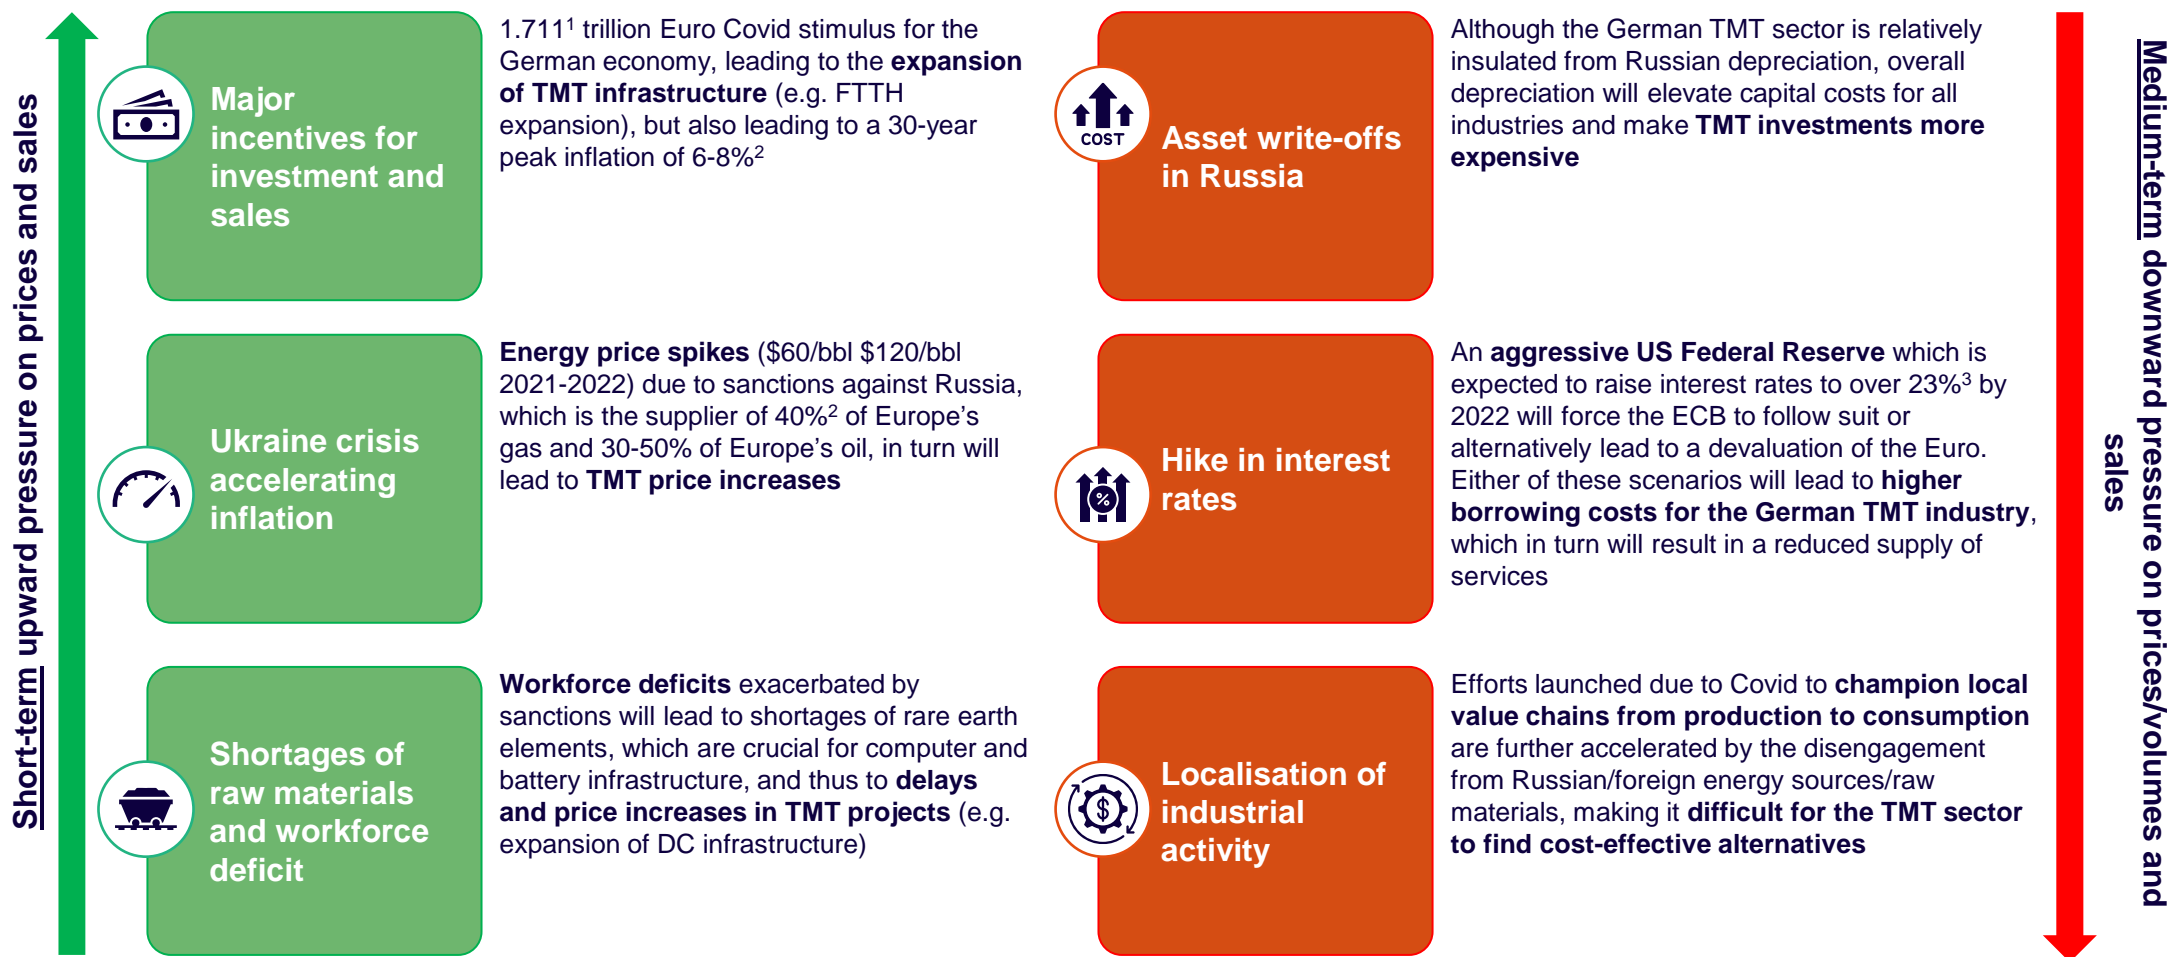 Short-term upward pressure on prices and sales
Major
incentives for
investment and
sales
1.711¹ trillion Euro Covid stimulus for the
German economy, leading to the expansion
of TMT infrastructure (e.g. FTTH
expansion), but also leading to a 30-year
peak inflation of 6-8%²
Ukraine crisis
accelerating
inflation
Energy price spikes ($60/bbl $120/bbl
2021-2022) due to sanctions against Russia,
which is the supplier of 40%² of Europe's
gas and 30-50% of Europe's oil, in turn will
lead to TMT price increases
Shortages of
raw materials
and workforce
deficit
Workforce deficits exacerbated by
sanctions will lead to shortages of rare earth
elements, which are crucial for computer and
battery infrastructure, and thus to delays
and price increases in TMT projects (e.g.
expansion of DC infrastructure)
COST
Asset write-offs
in Russia
Although the German TMT sector is relatively
insulated from Russian depreciation, overall
depreciation will elevate capital costs for all
industries and make TMT investments more
expensive
%
Hike in interest
rates
An aggressive US Federal Reserve which is
expected to raise interest rates to over 23%³ by
2022 will force the ECB to follow suit or
alternatively lead to a devaluation of the Euro.
Either of these scenarios will lead to higher
borrowing costs for the German TMT industry,
which in turn will result in a reduced supply of
services
$
Localisation of
industrial
activity
Efforts launched due to Covid to champion local
value chains from production to consumption
are further accelerated by the disengagement
from Russian/foreign energy sources/raw
materials, making it difficult for the TMT sector
to find cost-effective alternatives
Medium-term downward pressure on prices/volumes and
sales